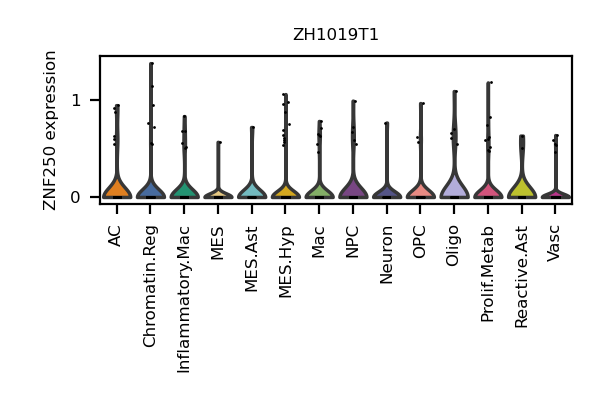 ZH1019T1
ZNF250 expression
1
0
AC
Chromatin.Reg
Inflammatory.Mac
MES
MES.Ast
MES.Hyp
Mac
NPC
Neuron
OPC
Oligo
Prolif.Metab
Reactive.Ast
Vasc